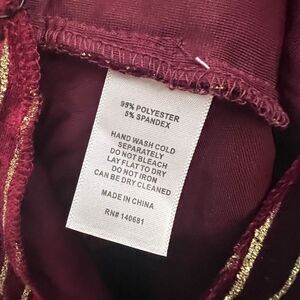 95% POLYESTER
5% SPANDEX
HAND WASH COLD
SEPARATELY
DO NOT BLEACH
LAY FLAT TO DRY
DO NOT IRON
CAN BE DRY CLEANED
MADE IN CHINA
RN# 140681